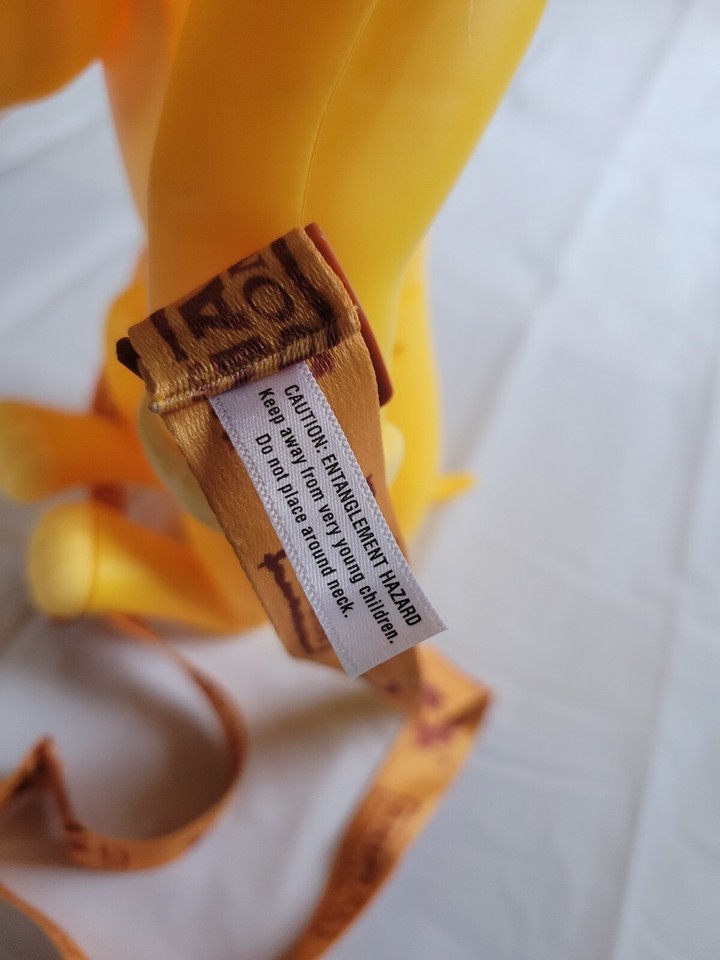 CAUTION: ENTANGLEMENT HAZARD
Keep away from very young children.
Do not place around neck.